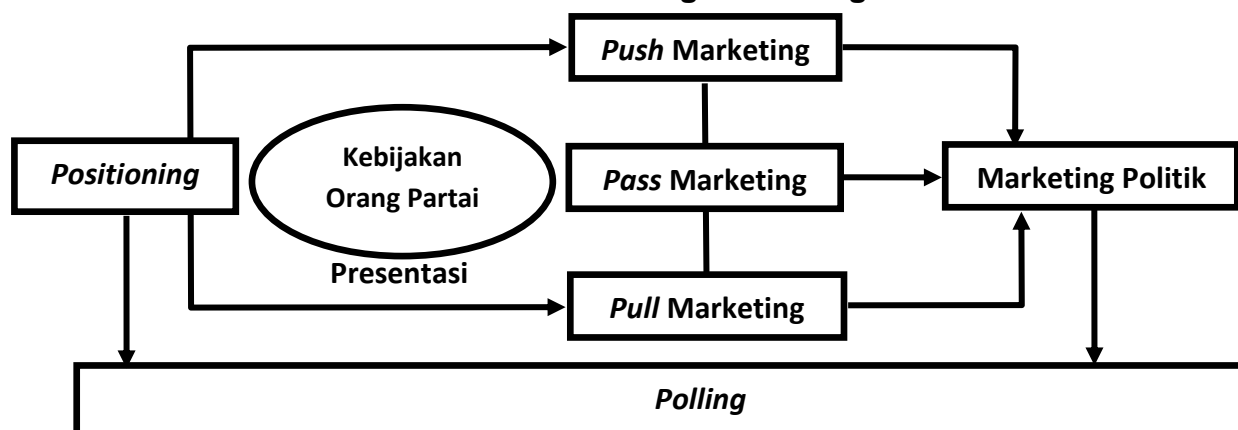 Push Marketing
Positioning
Kebijakan
Orang Partai
Pass Marketing
Marketing Politik
Presentasi
Pull Marketing
Polling